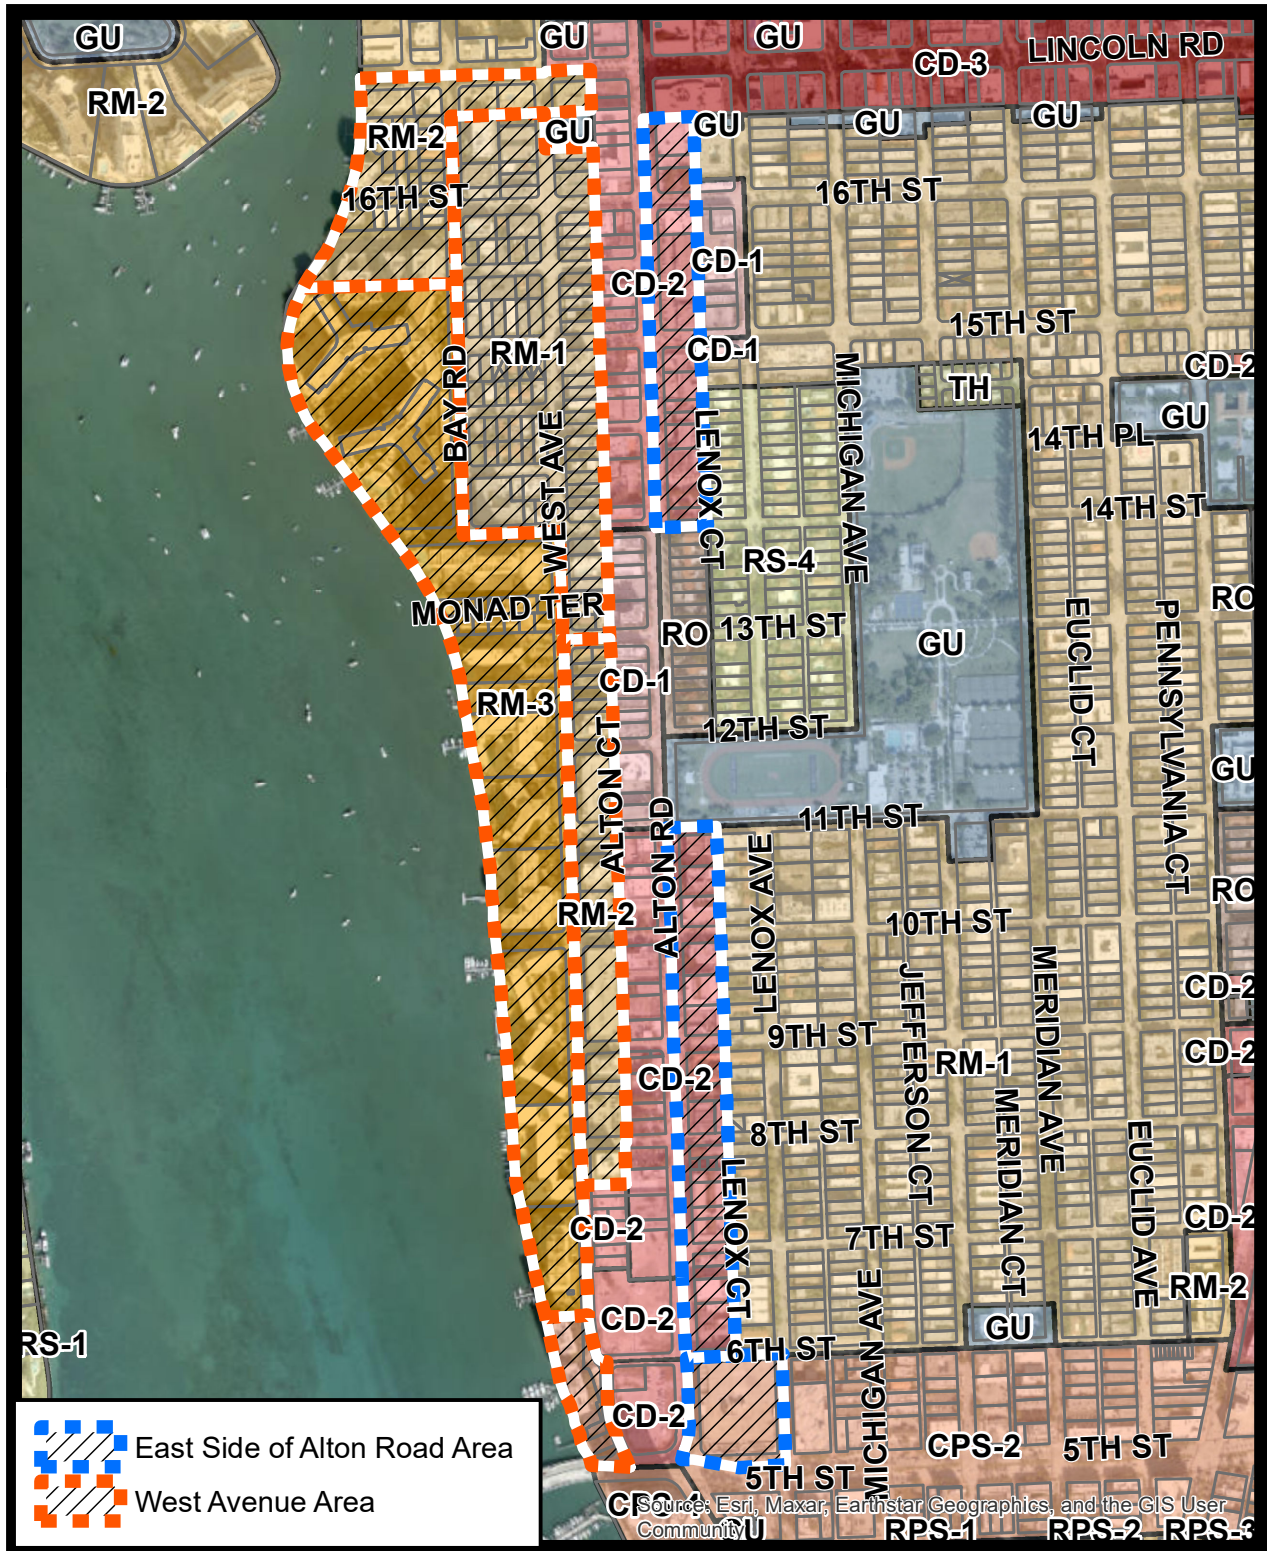 GU
GU
GU
LINCOLN RD
CD-3
RM-2
GU
GU
GU
GU
RM-2
16TH ST
16TH ST
CD-1
CD-2
15TH ST
RM-1
CD-1
BAY RD
MICHIGAN AVE
TH
CD-2
GU
14TH PL
WEST AVE
LENOX CT
14TH ST
RS-4
MONAD TER
RO
13TH ST
GU
EUCLID CT
PENNSYLVANIA CT
RO
CD-1
RM-3
12TH ST
ALTON CT
GU
ALTON RD
11TH ST
LENOX AVE
RO
RM-2
10TH ST
JEFFERSON CT
MERIDIAN AVE
CD-2
9TH ST
RM-1
CD-2
CD-2
MERIDIAN CT
8TH ST
EUCLID AVE
LENOX CT
CD-2
7TH ST
CD-2
RM-2
MICHIGAN AVE
CD-2
GU
RS-1
6TH ST
CD-2
CPS-2
5TH ST
East Side of Alton Road Area
5TH ST
West Avenue Area
CPS-1
Source: Esri, Maxar, Earthstar Geographics, and the GIS User
Community
GU
RPS-1
RPS-2
RPS-3